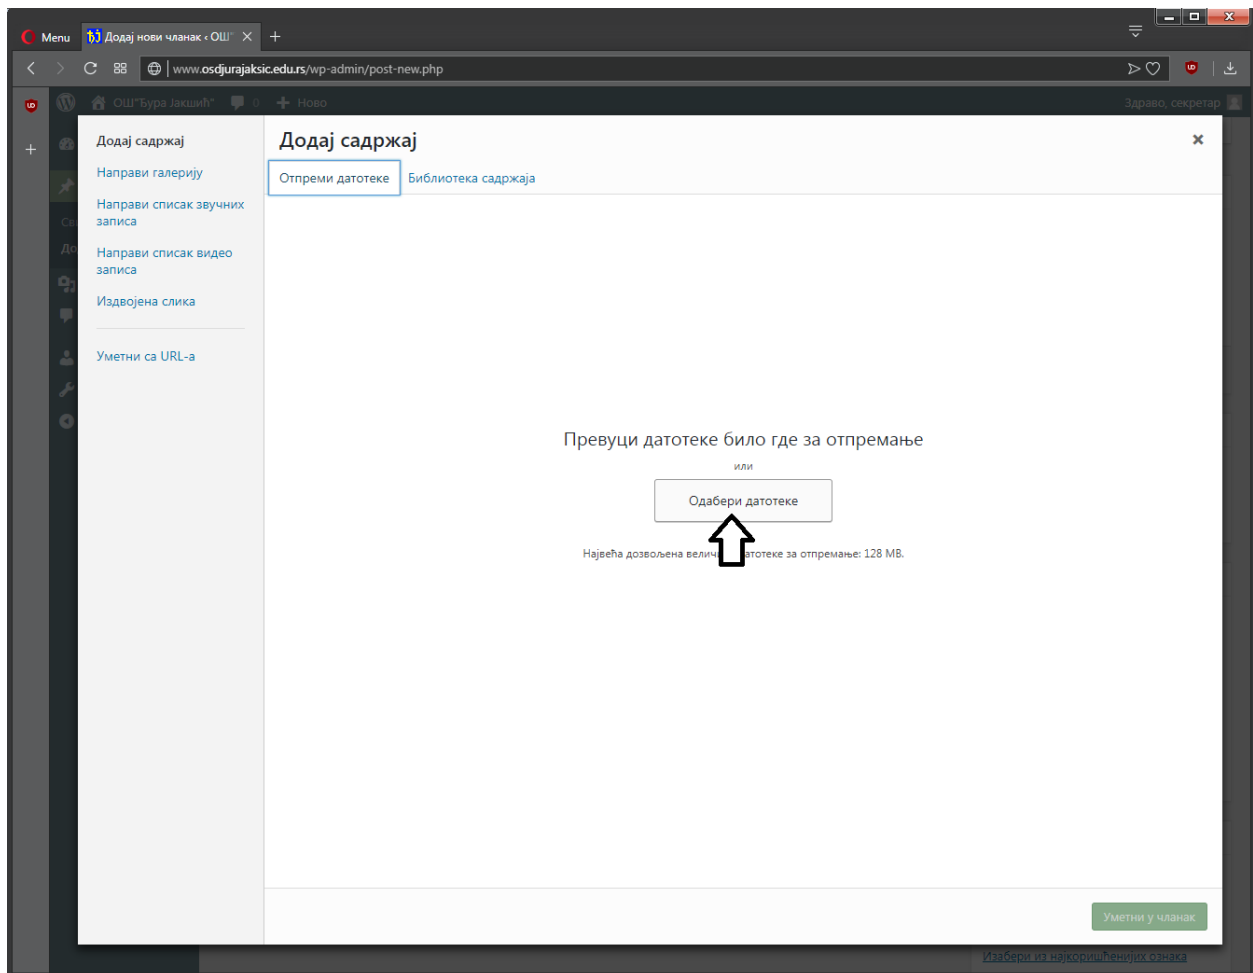 Menu
Додај нови чланак ‹ ОШ"
www.osdjurajaksic.edu.rs/wp-admin/post-new.php
ОШ"Ђура Јакшић" 0 Ново
Здраво, секретар
Додај садржај
Направи галерију
Направи списак звучних
записа
Направи списак видео
записа
Издвојена слика
Уметни са URL-а
Додај садржај
Отпреми датотеке Библиотека садржаја
Превуци датотеке било где за отпремање
или
Одабери датотеке
Највећа дозвољена велич атотеке за отпремање: 128 MB.
Уметни у чланак
Изабери из најкоришћенијих ознака